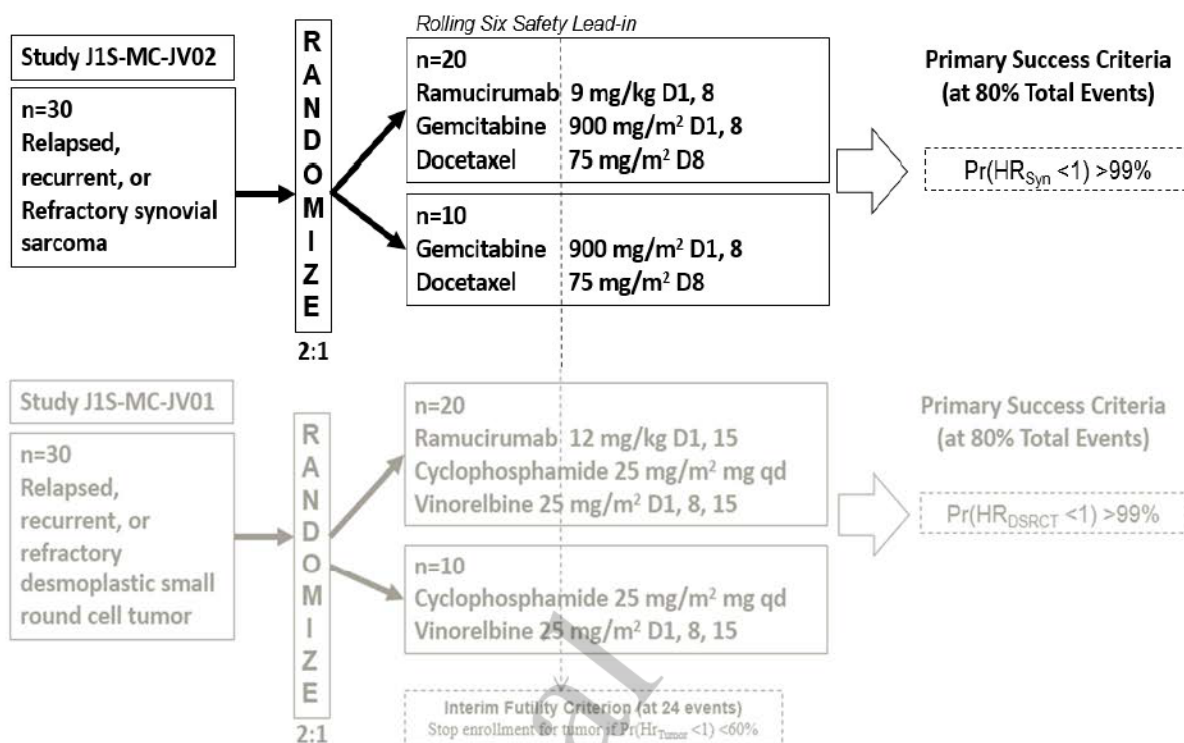 Rolling Six Safety Lead-in
Study J1S-MC-JV02
n=30
Relapsed,
recurrent, or
Refractory synovial
sarcoma
RANDOMIZE
2:1
n=20
Ramucirumab 9 mg/kg D1, 8
Gemcitabine 900 mg/m² D1, 8
Docetaxel 75 mg/m² D8
n=10
Gemcitabine 900 mg/m² D1, 8
Docetaxel 75 mg/m² D8
Primary Success Criteria
(at 80% Total Events)
Pr(HR_Syn <1) >99%
Study J1S-MC-JV01
n=30
Relapsed,
recurrent, or
refractory
desmoplastic small
round cell tumor
RANDOMIZE
2:1
n=20
Ramucirumab 12 mg/kg D1, 15
Cyclophosphamide 25 mg/m² mg qd
Vinorelbine 25 mg/m² D1, 8, 15
n=10
Cyclophosphamide 25 mg/m² mg qd
Vinorelbine 25 mg/m² D1, 8, 15
Primary Success Criteria
(at 80% Total Events)
Pr(HR_DSRCT <1) >99%
Interim Futility Criterion (at 24 events)
Stop enrollment for tumor if Pr(Hr_Tumor <1) <60%